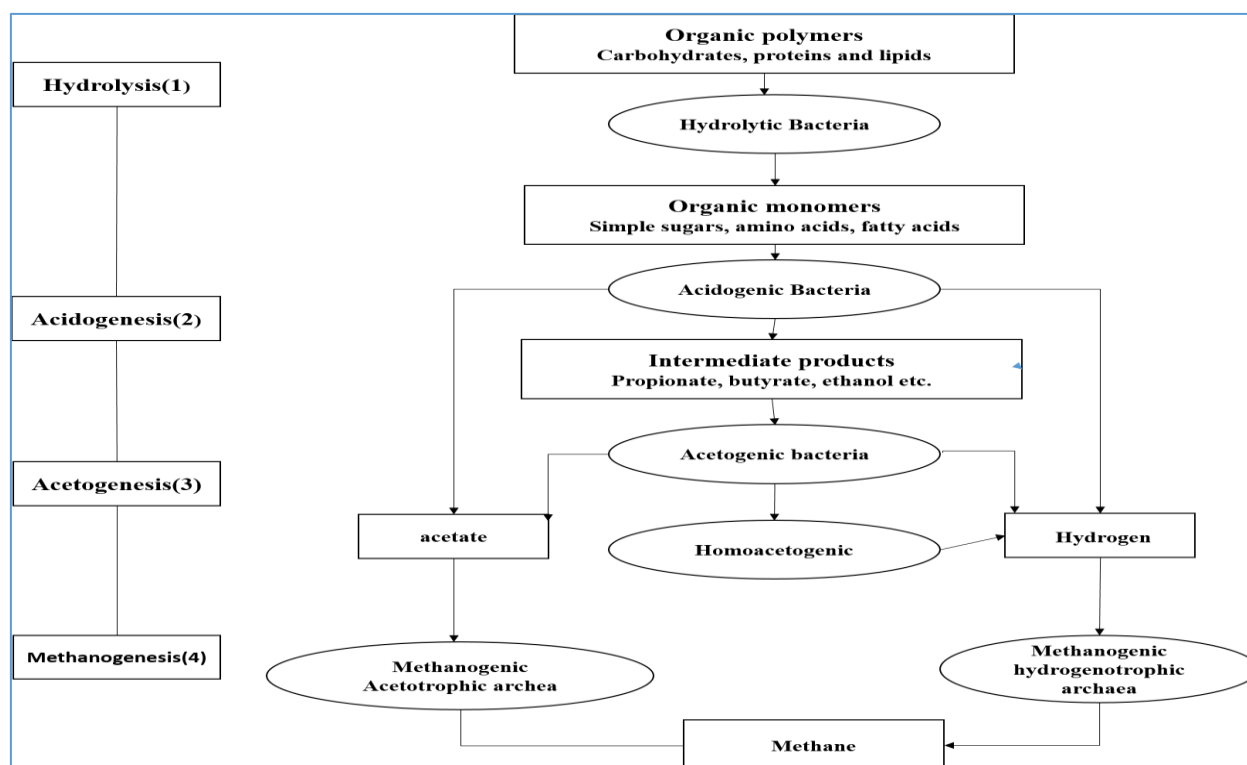 Organic polymers
Carbohydrates, proteins and lipids
Hydrolysis(1)
Hydrolytic Bacteria
Organic monomers
Simple sugars, amino acids, fatty acids
Acidogenic Bacteria
Acidogenesis(2)
Intermediate products
Propionate, butyrate, ethanol etc.
Acetogenic bacteria
Acetogenesis(3)
acetate
Homoacetogenic
Hydrogen
Methanogenesis(4)
Methanogenic
Acetotrophic archea
Methanogenic
hydrogenotrophic
archaea
Methane